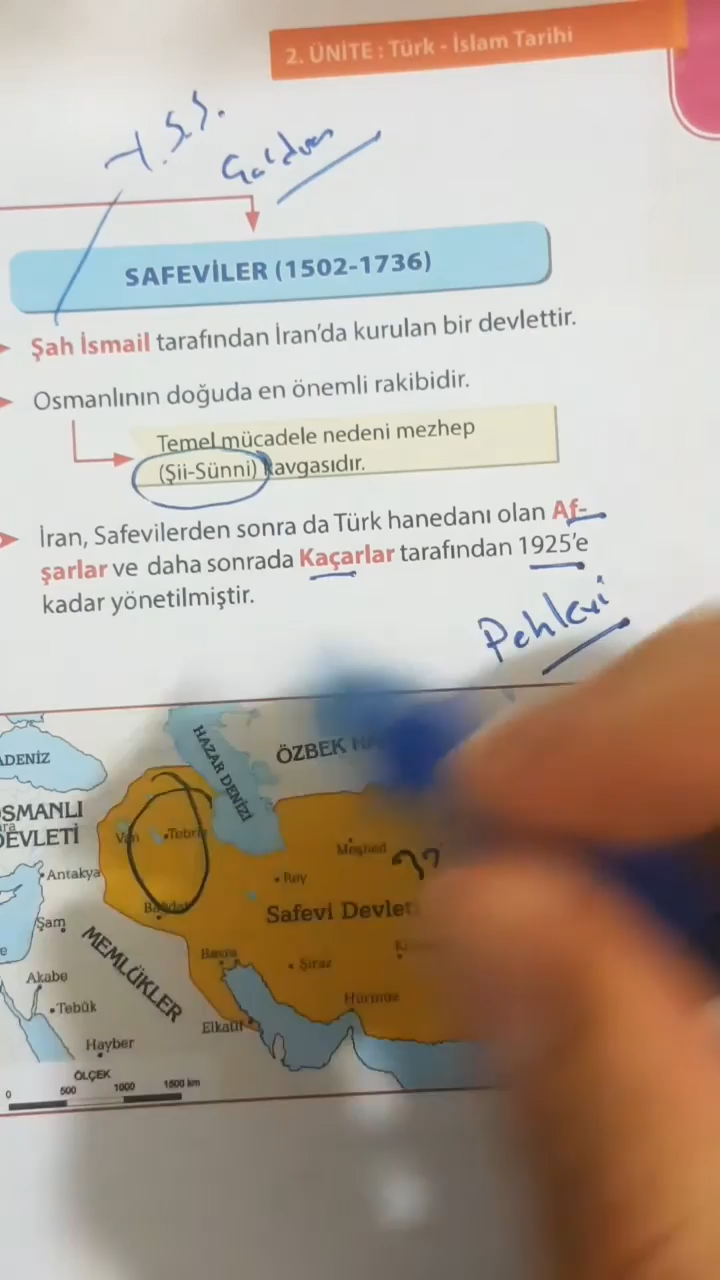 2. ÜNİTE : Türk - İslam Tarihi
Y.S.S.
SAFEVİLER (1502-1736)
Şah İsmail tarafından İran'da kurulan bir devlettir.
Osmanlının doğuda en önemli rakibidir.
Temel mücadele nedeni mezhep
(Şii-Sünni) kavgasıdır.
İran, Safevilerden sonra da Türk hanedanı olan Af-
şarlar ve daha sonrada Kaçarlar tarafından 1925'e
kadar yönetilmiştir.
Pehlevi
ADENİZ
HAZAR DENİZİ
ÖZBEK
SMANLI
DEVLETİ
Van
Tebriz
Meşhed
Antakya
Rey
Bağdat
Safevi Devlet
Şam
MEMLÜKLER
Basra
Şiraz
Akabe
Hürmüz
Tebük
Elkatif
Hayber
ÖLÇEK
0 500 1000 1500 km